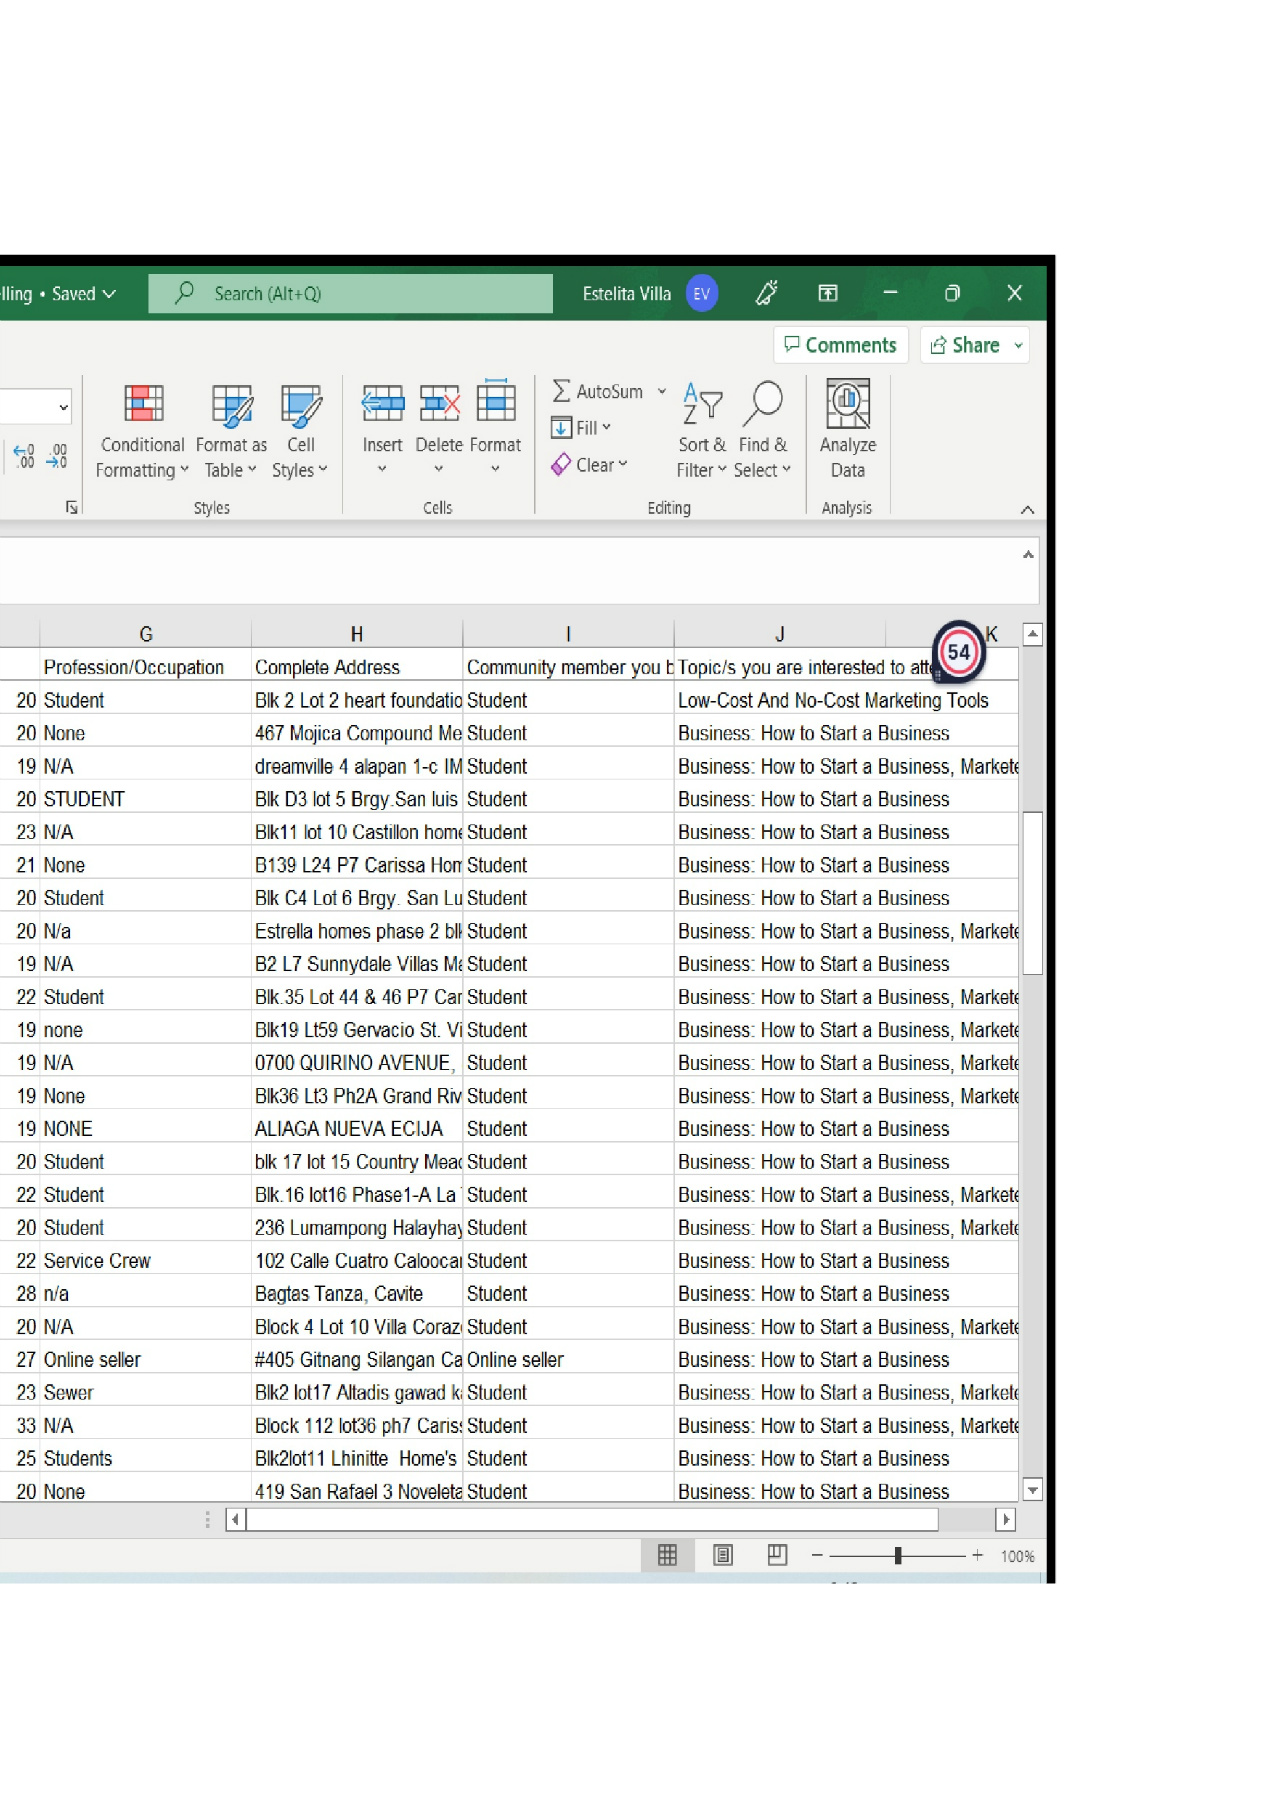 lling • Saved
Search (Alt+Q)
Estelita Villa
EV
Comments
Share
Conditional Formatting
Format as Table
Cell Styles
Insert
Delete
Format
AutoSum
Fill
Clear
Sort & Filter
Find & Select
Analyze Data
Styles
Cells
Editing
Analysis
G H I J K
54
Profession/Occupation Complete Address Community member you b Topic/s you are interested to atte
20 Student Blk 2 Lot 2 heart foundatio Student Low-Cost And No-Cost Marketing Tools
20 None 467 Mojica Compound Me Student Business: How to Start a Business
19 N/A dreamville 4 alapan 1-c IM Student Business: How to Start a Business, Markete
20 STUDENT Blk D3 lot 5 Brgy.San luis Student Business: How to Start a Business
23 N/A Blk11 lot 10 Castillon home Student Business: How to Start a Business
21 None B139 L24 P7 Carissa Hom Student Business: How to Start a Business
20 Student Blk C4 Lot 6 Brgy. San Lu Student Business: How to Start a Business
20 N/a Estrella homes phase 2 blk Student Business: How to Start a Business, Markete
19 N/A B2 L7 Sunnydale Villas Ma Student Business: How to Start a Business
22 Student Blk.35 Lot 44 & 46 P7 Car Student Business: How to Start a Business, Markete
19 none Blk19 Lt59 Gervacio St. Vi Student Business: How to Start a Business, Markete
19 N/A 0700 QUIRINO AVENUE, Student Business: How to Start a Business, Markete
19 None Blk36 Lt3 Ph2A Grand Riv Student Business: How to Start a Business, Markete
19 NONE ALIAGA NUEVA ECIJA Student Business: How to Start a Business
20 Student blk 17 lot 15 Country Mead Student Business: How to Start a Business
22 Student Blk.16 lot16 Phase1-A La Student Business: How to Start a Business, Markete
20 Student 236 Lumampong Halayhay Student Business: How to Start a Business, Markete
22 Service Crew 102 Calle Cuatro Caloocan Student Business: How to Start a Business
28 n/a Bagtas Tanza, Cavite Student Business: How to Start a Business
20 N/A Block 4 Lot 10 Villa Corazo Student Business: How to Start a Business, Markete
27 Online seller #405 Gitnang Silangan Ca Online seller Business: How to Start a Business
23 Sewer Blk2 lot17 Altadis gawad k Student Business: How to Start a Business, Markete
33 N/A Block 112 lot36 ph7 Cariss Student Business: How to Start a Business, Markete
25 Students Blk2lot11 Lhinitte Home's Student Business: How to Start a Business
20 None 419 San Rafael 3 Noveleta Student Business: How to Start a Business
100%